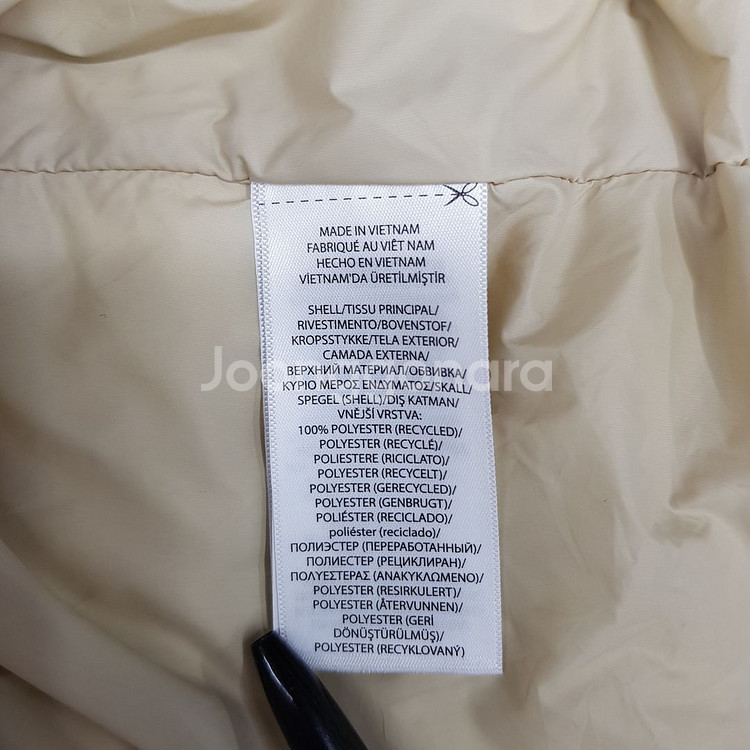 MADE IN VIETNAM
FABRIQUÉ AU VIÊT NAM
HECHO EN VIETNAM
VİETNAM'DA ÜRETİLMİŞTİR
SHELL/TISSU PRINCIPAL/
RIVESTIMENTO/BOVENSTOF/
KROPSSTYKKE/TELA EXTERIOR/
CAMADA EXTERNA/
ВЕРХНИЙ МАТЕРИАЛ/ОБВИВКА/
ΚΥΡΙΟ ΜΕΡΟΣ ΕΝΔΥΜΑΤΟΣ/SKALL/
SPEGEL (SHELL)/DIŞ KATMAN/
VNĚJŠÍ VRSTVA:
100% POLYESTER (RECYCLED)/
POLYESTER (RECYCLÉ)/
POLIESTERE (RICICLATO)/
POLYESTER (RECYCELT)/
POLYESTER (GERECYCLED)/
POLYESTER (GENBRUGT)/
POLIÉSTER (RECICLADO)/
poliéster (reciclado)/
ПОЛИЭСТЕР (ПЕРЕРАБОТАННЫЙ)/
ПОЛИЕСТЕР (РЕЦИКЛИРАН)/
ΠΟΛΥΕΣΤΕΡΑΣ (ΑΝΑΚΥΚΛΩΜΕΝΟ)/
POLYESTER (RESIRKULERT)/
POLYESTER (ÅTERVUNNEN)/
POLYESTER (GERİ
DÖNÜŞTÜRÜLMÜŞ)/
POLYESTER (RECYKLOVANÝ)